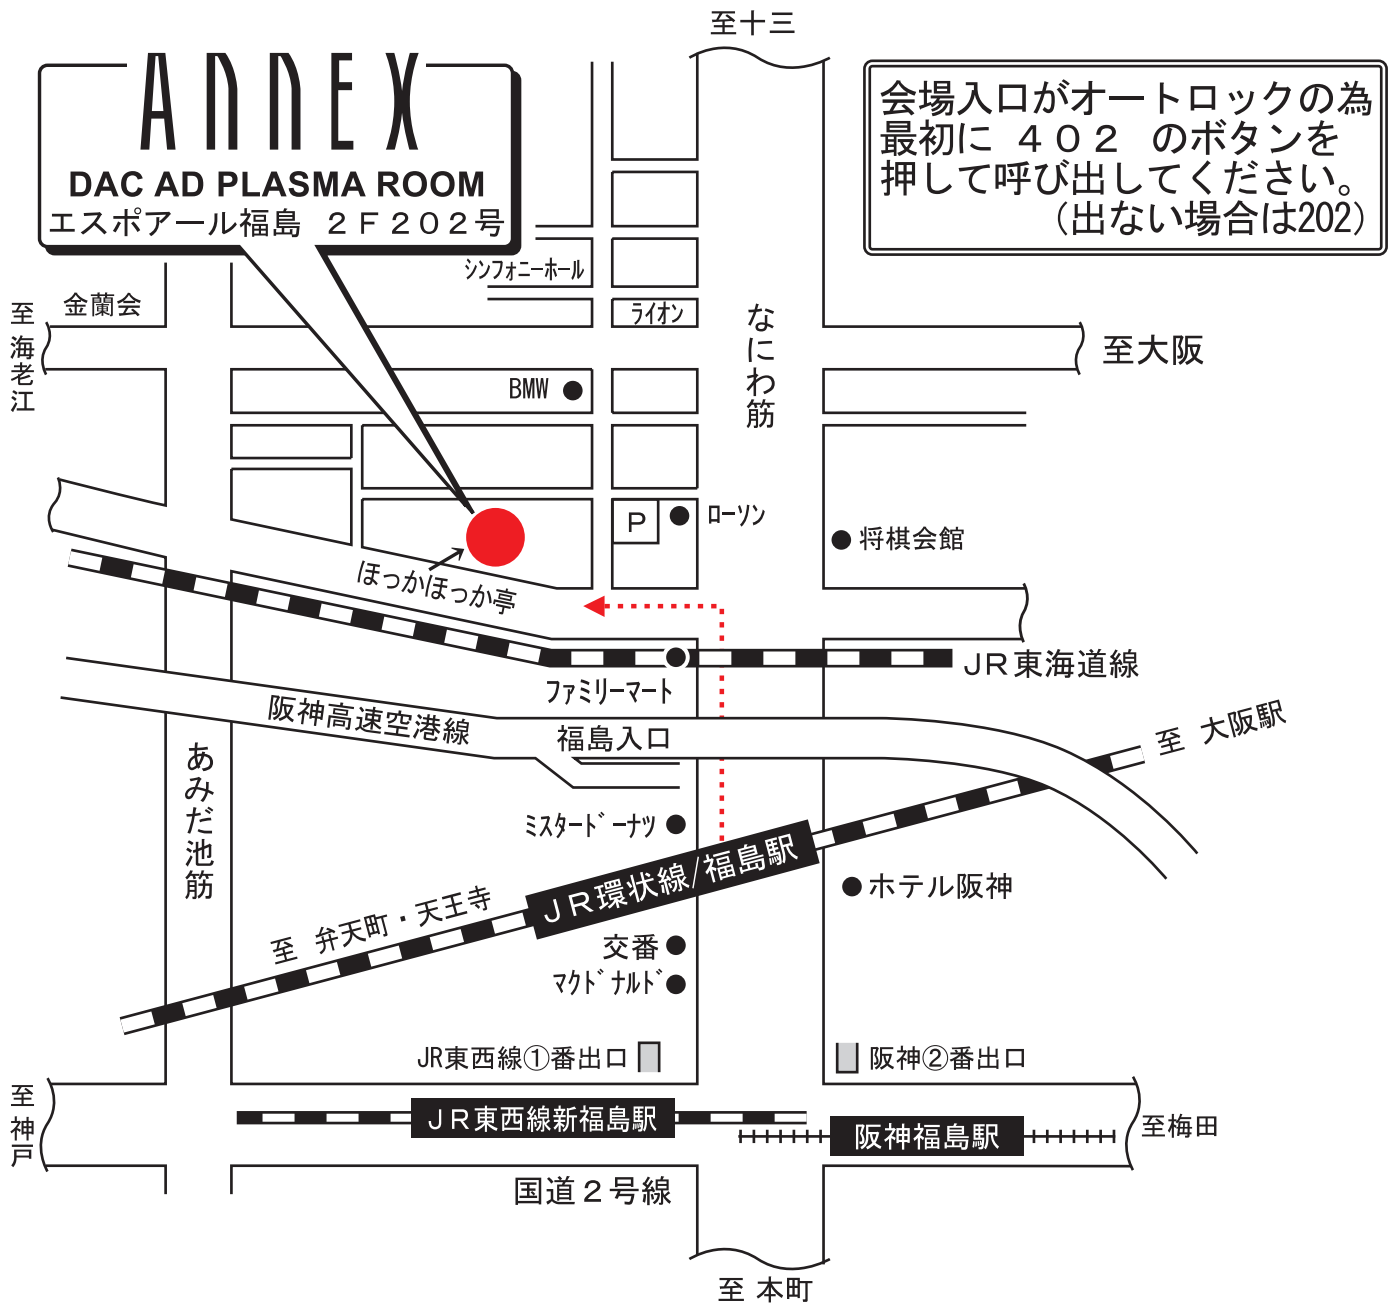 至十三
ANNEX
DAC AD PLASMA ROOM
エスポアール福島 2F202号
会場入口がオートロックの為
最初に 402 のボタンを
押して呼び出してください。
(出ない場合は202)
シンフォニーホール
金蘭会
至海老江
ライオン
なにわ筋
至大阪
BMW
P
ローソン
将棋会館
ほっかほっか亭
JR東海道線
ファミリーマート
阪神高速空港線
福島入口
至 大阪駅
あみだ池筋
ミスタードーナツ
JR環状線/福島駅
ホテル阪神
至 弁天町・天王寺
交番
マクドナルド
JR東西線①番出口
阪神②番出口
至神戸
JR東西線新福島駅
阪神福島駅
至梅田
国道2号線
至 本町